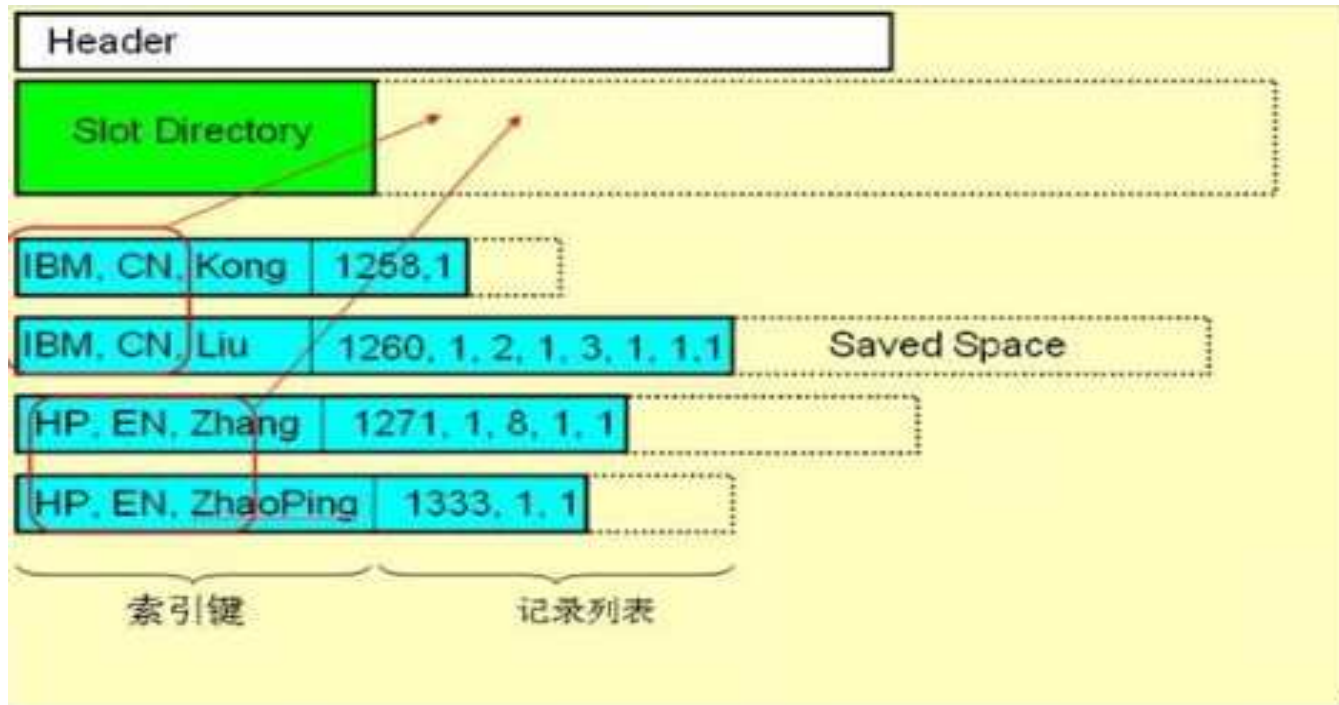 Header
Slot Directory
IBM, CN, Kong 1258,1
IBM, CN, Liu 1260, 1, 2, 1, 3, 1, 1,1 Saved Space
HP, EN, Zhang 1271, 1, 8, 1, 1
HP, EN, ZhaoPing 1333, 1, 1
索引键 记录列表